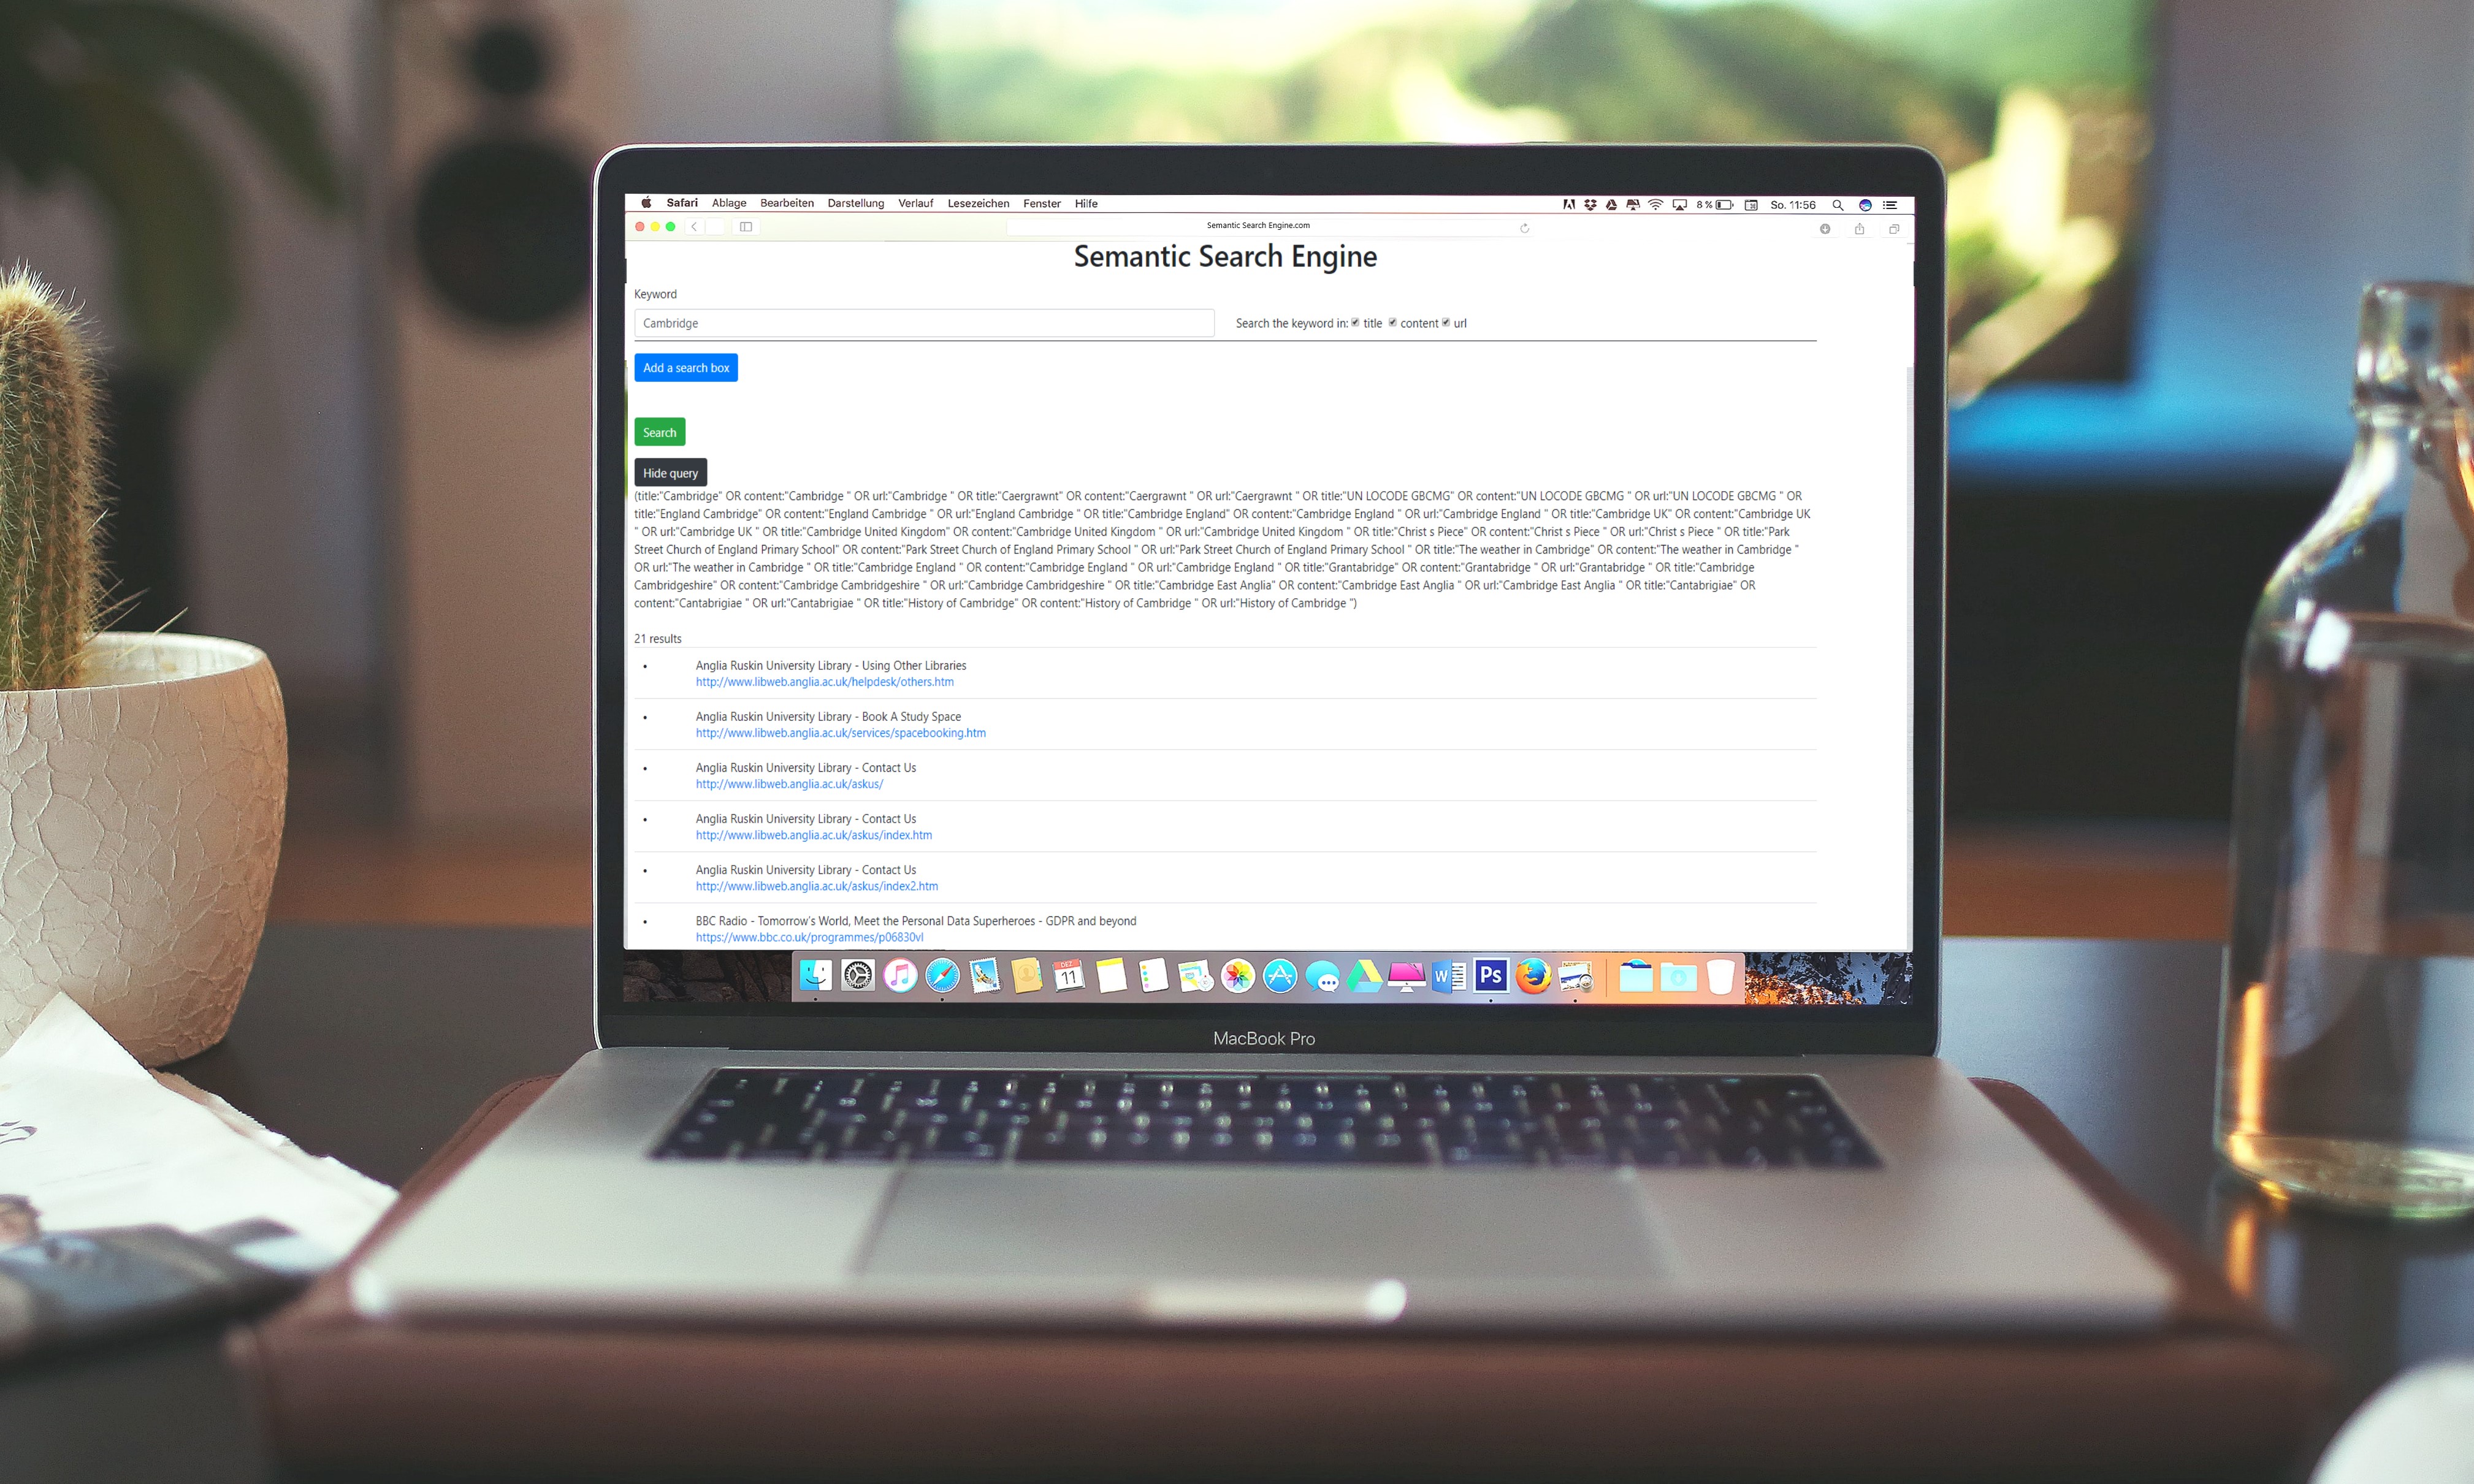 Safari Ablage Bearbeiten Darstellung Verlauf Lesezeichen Fenster Hilfe 8 % So. 11:56
Semantic Search Engine.com
Semantic Search Engine
Keyword
Cambridge Search the keyword in: title content url
Add a search box
Search
Hide query
(title:"Cambridge" OR content:"Cambridge " OR url:"Cambridge " OR title:"Caergrawnt" OR content:"Caergrawnt " OR url:"Caergrawnt " OR title:"UN LOCODE GBCMG" OR content:"UN LOCODE GBCMG " OR url:"UN LOCODE GBCMG " OR
title:"England Cambridge" OR content:"England Cambridge " OR url:"England Cambridge " OR title:"Cambridge England" OR content:"Cambridge England " OR url:"Cambridge England " OR title:"Cambridge UK" OR content:"Cambridge UK
" OR url:"Cambridge UK " OR title:"Cambridge United Kingdom" OR content:"Cambridge United Kingdom " OR url:"Cambridge United Kingdom " OR title:"Christ s Piece" OR content:"Christ s Piece " OR url:"Christ s Piece " OR title:"Park
Street Church of England Primary School" OR content:"Park Street Church of England Primary School " OR url:"Park Street Church of England Primary School " OR title:"The weather in Cambridge" OR content:"The weather in Cambridge "
OR url:"The weather in Cambridge " OR title:"Cambridge England " OR content:"Cambridge England " OR url:"Cambridge England " OR title:"Grantabridge" OR content:"Grantabridge " OR url:"Grantabridge " OR title:"Cambridge
Cambridgeshire" OR content:"Cambridge Cambridgeshire " OR url:"Cambridge Cambridgeshire " OR title:"Cambridge East Anglia" OR content:"Cambridge East Anglia " OR url:"Cambridge East Anglia " OR title:"Cantabrigiae" OR
content:"Cantabrigiae " OR url:"Cantabrigiae " OR title:"History of Cambridge" OR content:"History of Cambridge " OR url:"History of Cambridge ")
21 results
Anglia Ruskin University Library - Using Other Libraries
http://www.libweb.anglia.ac.uk/helpdesk/others.htm
Anglia Ruskin University Library - Book A Study Space
http://www.libweb.anglia.ac.uk/services/spacebooking.htm
Anglia Ruskin University Library - Contact Us
http://www.libweb.anglia.ac.uk/askus/
Anglia Ruskin University Library - Contact Us
http://www.libweb.anglia.ac.uk/askus/index.htm
Anglia Ruskin University Library - Contact Us
http://www.libweb.anglia.ac.uk/askus/index2.htm
BBC Radio - Tomorrow's World, Meet the Personal Data Superheroes - GDPR and beyond
https://www.bbc.co.uk/programmes/p06830vl
DEZ
11
W
Ps
MacBook Pro